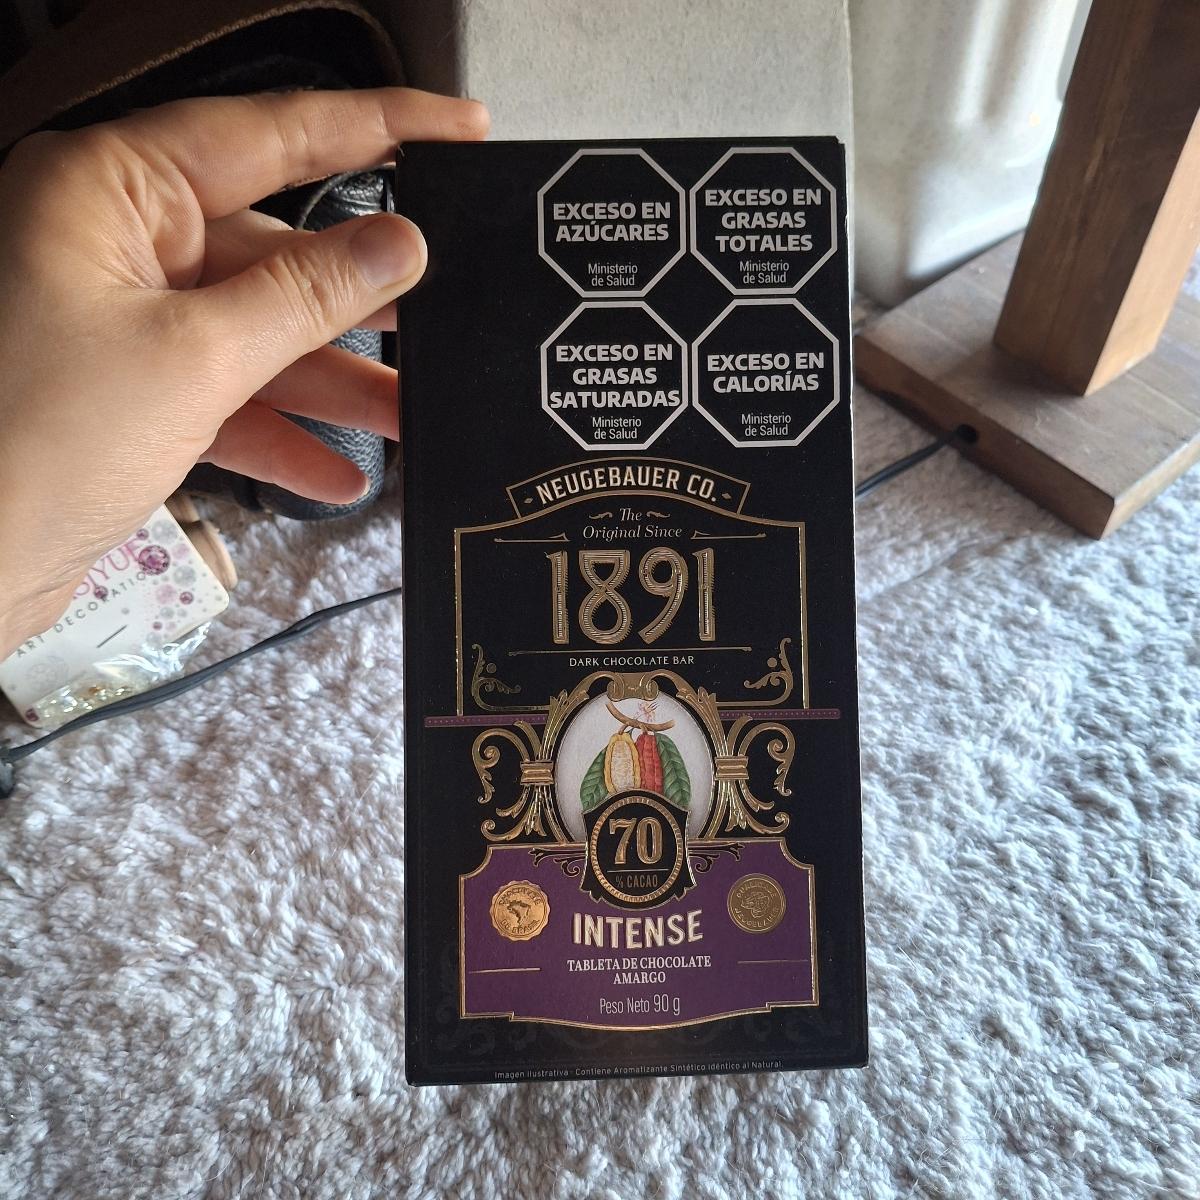 EXCESO EN
AZÚCARES
Ministerio
de Salud
EXCESO EN
GRASAS
TOTALES
Ministerio
de Salud
EXCESO EN
GRASAS
SATURADAS
Ministerio
de Salud
EXCESO EN
CALORÍAS
Ministerio
de Salud
NEUGEBAUER CO.
The
Original Since
1891
DARK CHOCOLATE BAR
70
% CACAO
INTENSE
TABLETA DE CHOCOLATE
AMARGO
Peso Neto 90 g
Imagen Ilustrativa - Contiene Aromatizante Sintético idéntico al Natural.
ART DECORATION